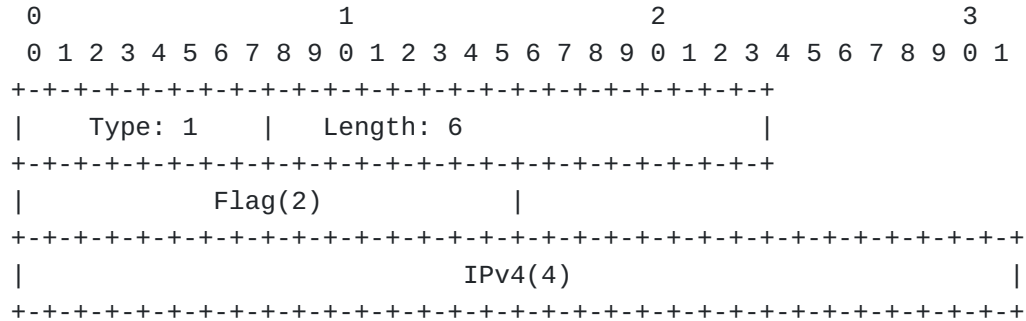 0                   1                   2                   3
 0 1 2 3 4 5 6 7 8 9 0 1 2 3 4 5 6 7 8 9 0 1 2 3 4 5 6 7 8 9 0 1
+-+-+-+-+-+-+-+-+-+-+-+-+-+-+-+-+-+-+-+-+-+-+-+-+
|    Type: 1    |   Length: 6                   |
+-+-+-+-+-+-+-+-+-+-+-+-+-+-+-+-+-+-+-+-+-+-+-+-+
|            Flag(2)            |
+-+-+-+-+-+-+-+-+-+-+-+-+-+-+-+-+-+-+-+-+-+-+-+-+-+-+-+-+-+-+-+-+
|                            IPv4(4)                            |
+-+-+-+-+-+-+-+-+-+-+-+-+-+-+-+-+-+-+-+-+-+-+-+-+-+-+-+-+-+-+-+-+